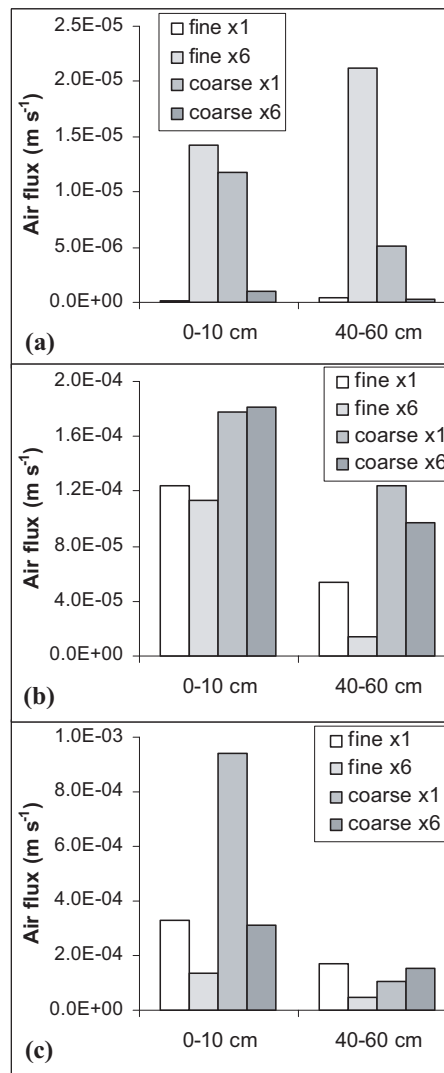 2.5E-05
2.0E-05
1.5E-05
1.0E-05
5.0E-06
0.0E+00
Air flux (m s-1)
fine x1
fine x6
coarse x1
coarse x6
0-10 cm
40-60 cm
(a)
2.0E-04
1.6E-04
1.2E-04
8.0E-05
4.0E-05
0.0E+00
Air flux (m s-1)
fine x1
fine x6
coarse x1
coarse x6
0-10 cm
40-60 cm
(b)
1.0E-03
8.0E-04
6.0E-04
4.0E-04
2.0E-04
0.0E+00
Air flux (m s-1)
fine x1
fine x6
coarse x1
coarse x6
0-10 cm
40-60 cm
(c)